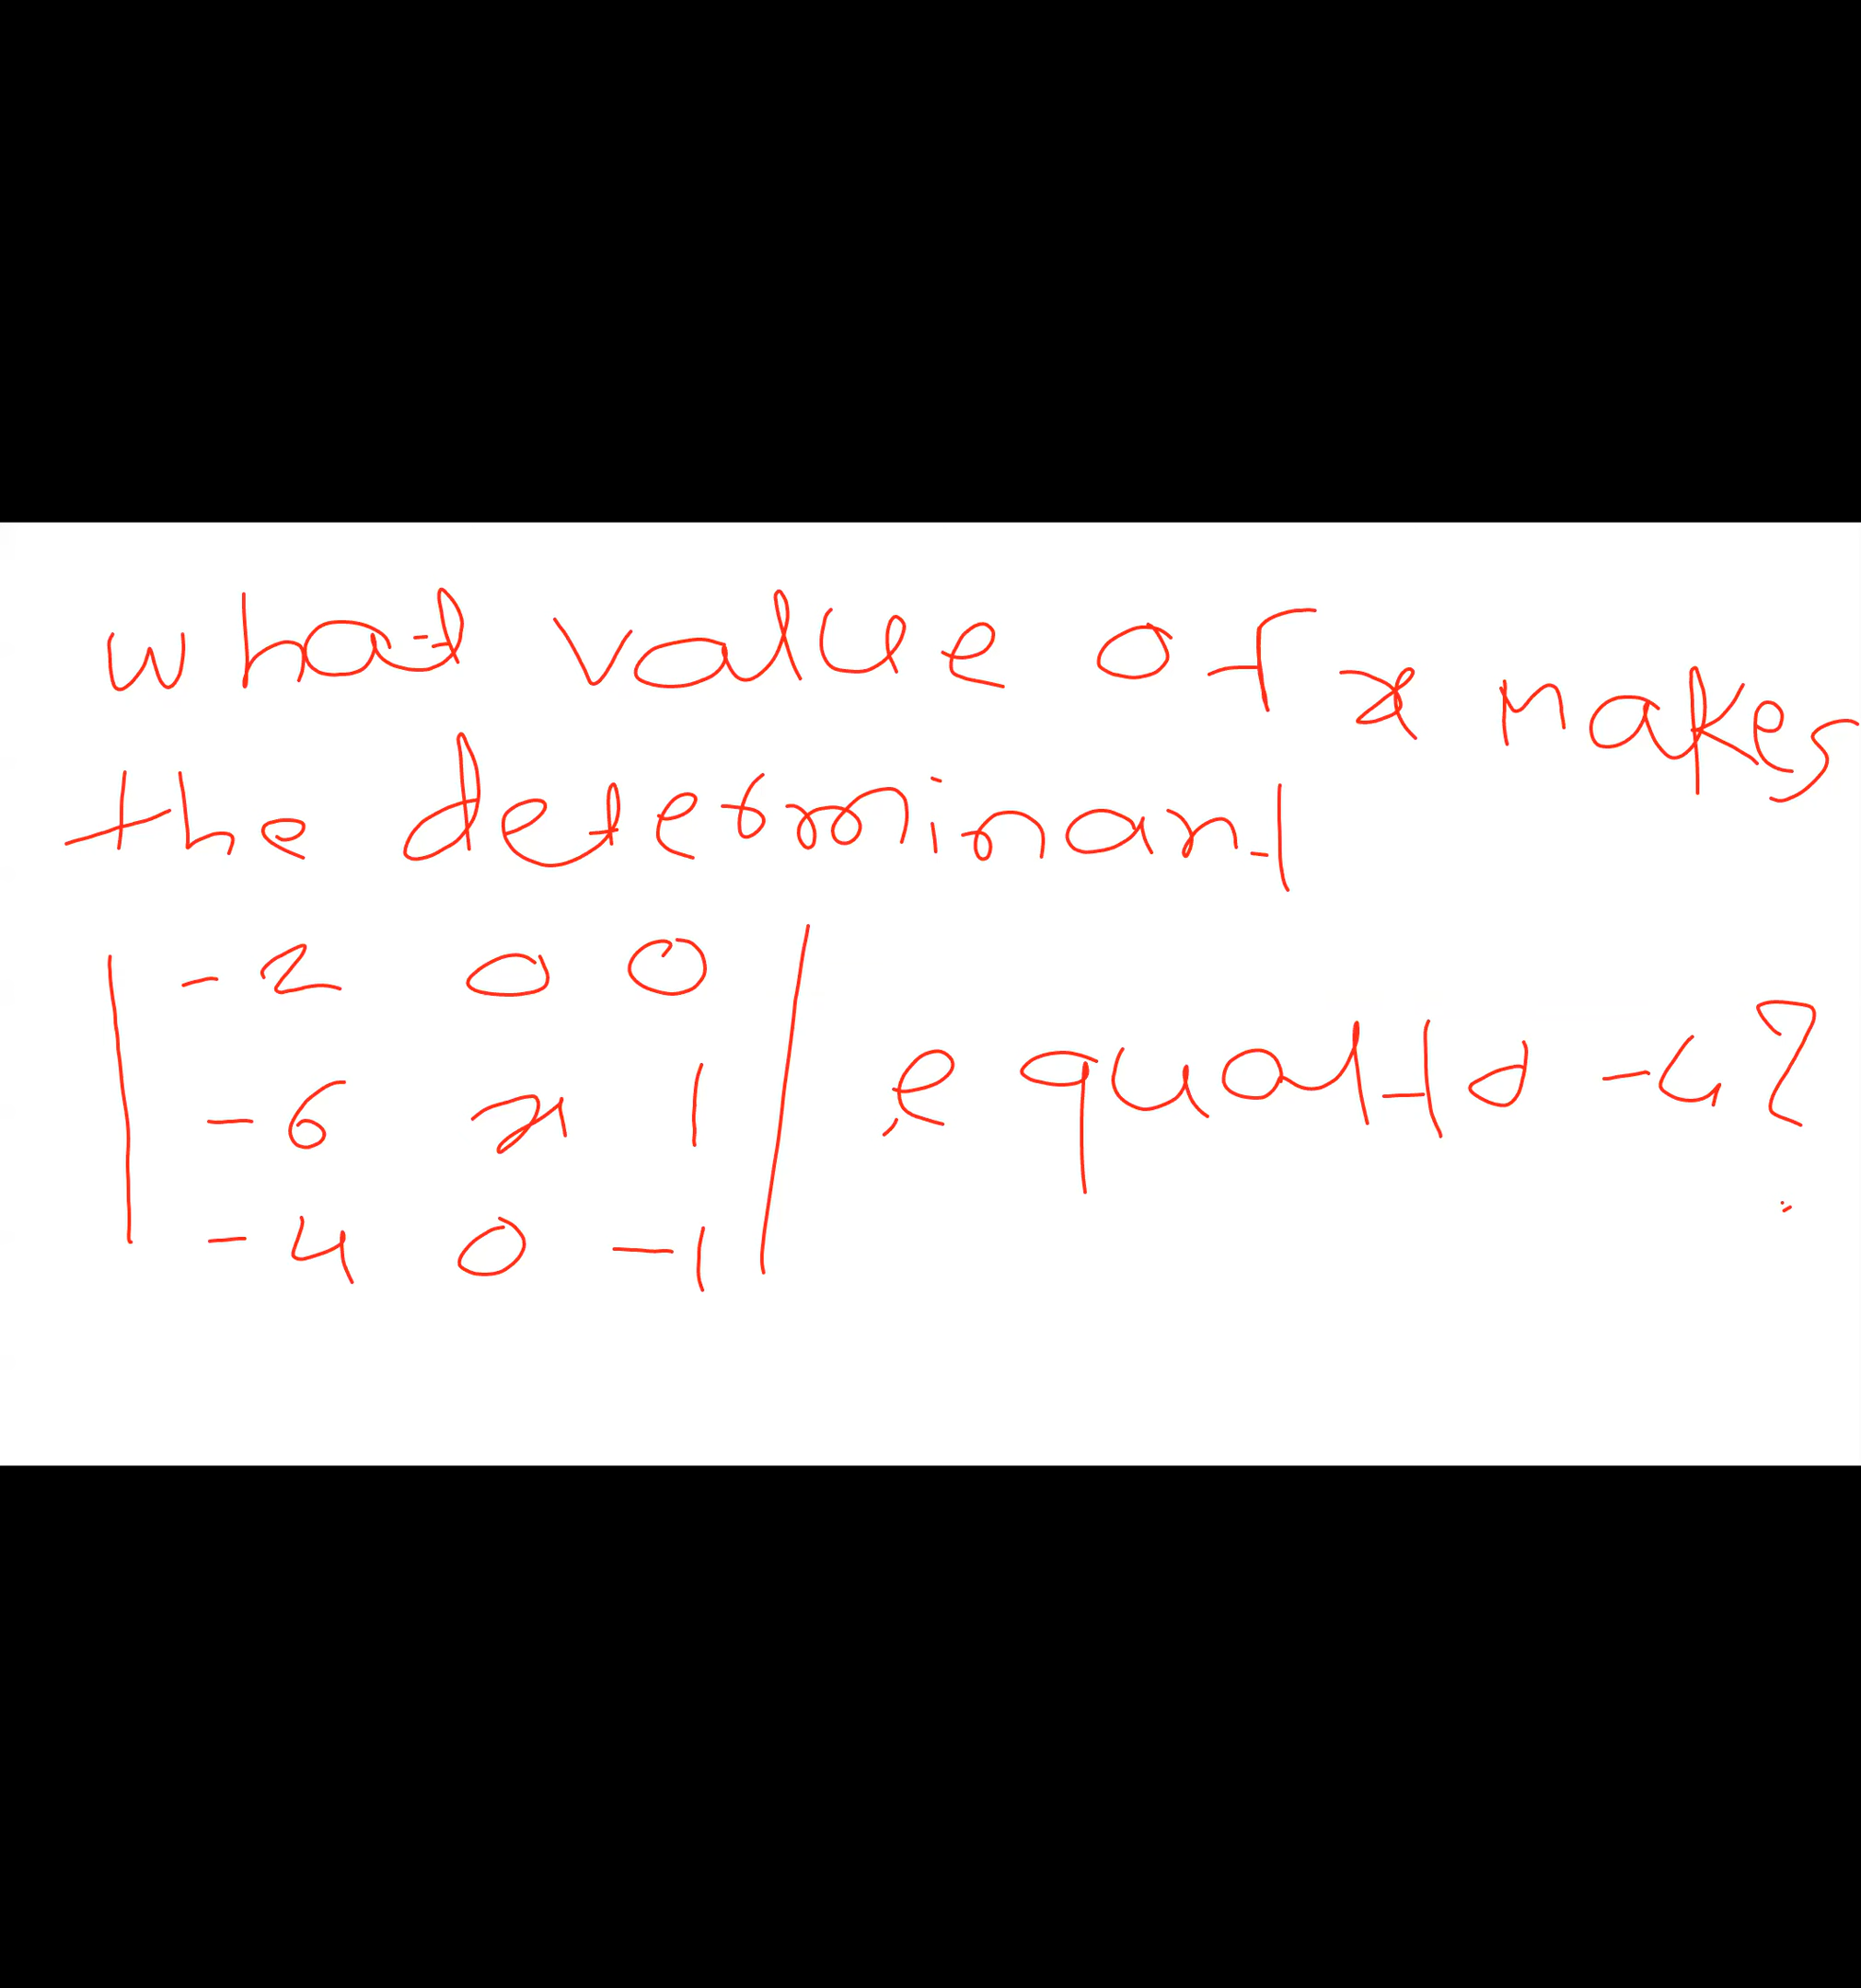 what value of x makes
the determinant
| -2 0 0 |
| -6 x 1 | equal to -4?
| -4 0 -1 |